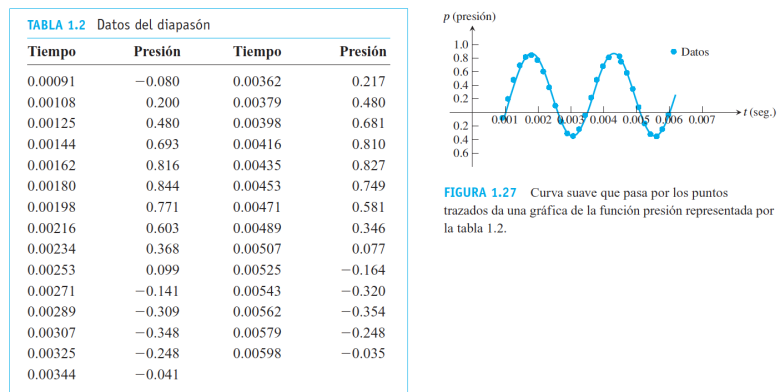 TABLA 1.2 Datos del diapasón
Tiempo Presión Tiempo Presión
0.00091 −0.080 0.00362 0.217
0.00108 0.200 0.00379 0.480
0.00125 0.480 0.00398 0.681
0.00144 0.693 0.00416 0.810
0.00162 0.816 0.00435 0.827
0.00180 0.844 0.00453 0.749
0.00198 0.771 0.00471 0.581
0.00216 0.603 0.00489 0.346
0.00234 0.368 0.00507 0.077
0.00253 0.099 0.00525 −0.164
0.00271 −0.141 0.00543 −0.320
0.00289 −0.309 0.00562 −0.354
0.00307 −0.348 0.00579 −0.248
0.00325 −0.248 0.00598 −0.035
0.00344 −0.041
p (presión)
1.0
0.8
0.6
0.4
0.2
0.2
0.4
0.6
Datos
0.001 0.002 0.003 0.004 0.005 0.006 0.007
t (seg.)
FIGURA 1.27 Curva suave que pasa por los puntos
trazados da una gráfica de la función presión representada por
la tabla 1.2.